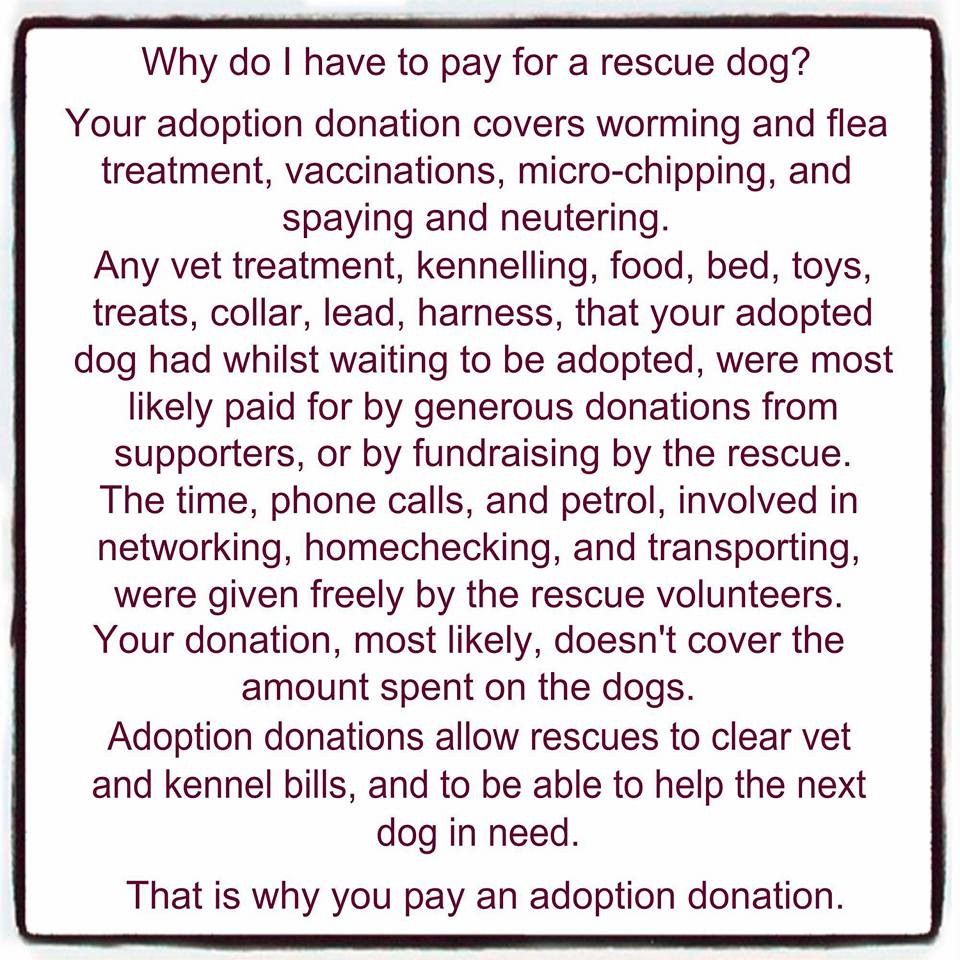 Why do I have to pay for a rescue dog?
Your adoption donation covers worming and flea
treatment, vaccinations, micro-chipping, and
spaying and neutering.
Any vet treatment, kennelling, food, bed, toys,
treats, collar, lead, harness, that your adopted
dog had whilst waiting to be adopted, were most
likely paid for by generous donations from
supporters, or by fundraising by the rescue.
The time, phone calls, and petrol, involved in
networking, homechecking, and transporting,
were given freely by the rescue volunteers.
Your donation, most likely, doesn't cover the
amount spent on the dogs.
Adoption donations allow rescues to clear vet
and kennel bills, and to be able to help the next
dog in need.
That is why you pay an adoption donation.